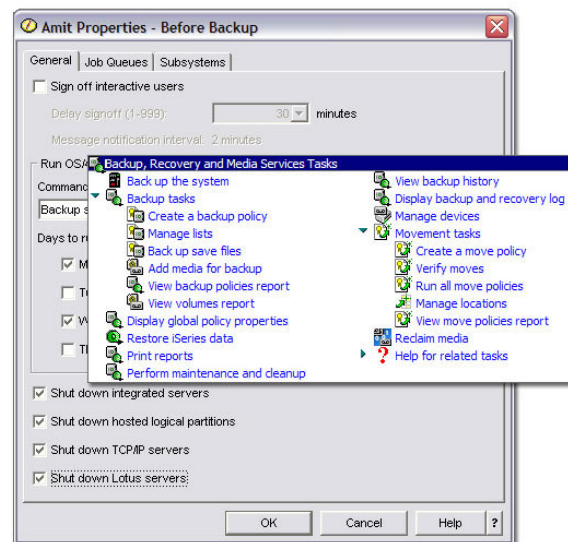 Amit Properties - Before Backup
General Job Queues Subsystems
Sign off interactive users
Delay signoff (1-999): 30 minutes
Message notification interval: 2 minutes
Run OS/
Command
Backup s
Days to r
M
T
W
T
Backup, Recovery and Media Services Tasks
Back up the system
Backup tasks
Create a backup policy
Manage lists
Back up save files
Add media for backup
View backup policies report
View volumes report
Display global policy properties
Restore iSeries data
Print reports
Perform maintenance and cleanup
View backup history
Display backup and recovery log
Manage devices
Movement tasks
Create a move policy
Verify moves
Run all move policies
Manage locations
View move policies report
Reclaim media
Help for related tasks
Shut down integrated servers
Shut down hosted logical partitions
Shut down TCP/IP servers
Shut down Lotus servers
OK Cancel Help ?